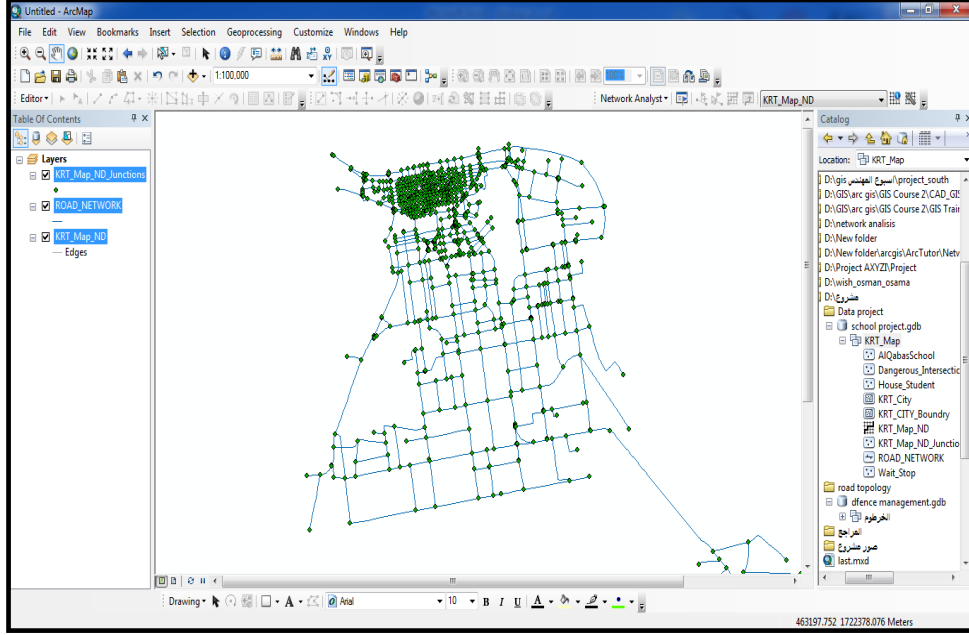 Untitled - ArcMap
File Edit View Bookmarks Insert Selection Geoprocessing Customize Windows Help
1:100,000
Editor
Network Analyst
KRT_Map_ND
Table Of Contents
Layers
KRT_Map_ND_Junctions
ROAD_NETWORK
KRT_Map_ND
Edges
Catalog
Location: KRT_Map
D:\gis اسبوع المهندس\project_south
D:\GIS\arc gis\GIS Course 2\CAD_GIS
D:\GIS\arc gis\GIS Course 2\GIS Train
D:\network analisis
D:\New folder
D:\New folder\arcgis\ArcTutor\Netw
D:\Project AXYZI\Project
D:\wish_osman_osama
D:\مشروع
Data project
school project.gdb
KRT_Map
AlQabasSchool
Dangerous_Intersectic
House_Student
KRT_City
KRT_CITY_Boundry
KRT_Map_ND
KRT_Map_ND_Junctio
ROAD_NETWORK
Wait_Stop
road topology
dfence management.gdb
الخرطوم
المراجع
صور مشروع
last.mxd
Drawing A Arial 10 B I U A
463197.752 1722378.076 Meters